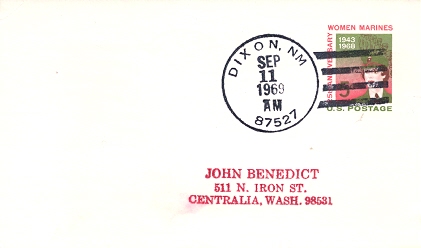 WOMEN MARINES
1943
1968
ANNIVERSARY
U.S. POSTAGE
DIXON, NM
SEP
11
1969
AM
87527
JOHN BENEDICT
511 N. IRON ST.
CENTRALIA, WASH. 98531